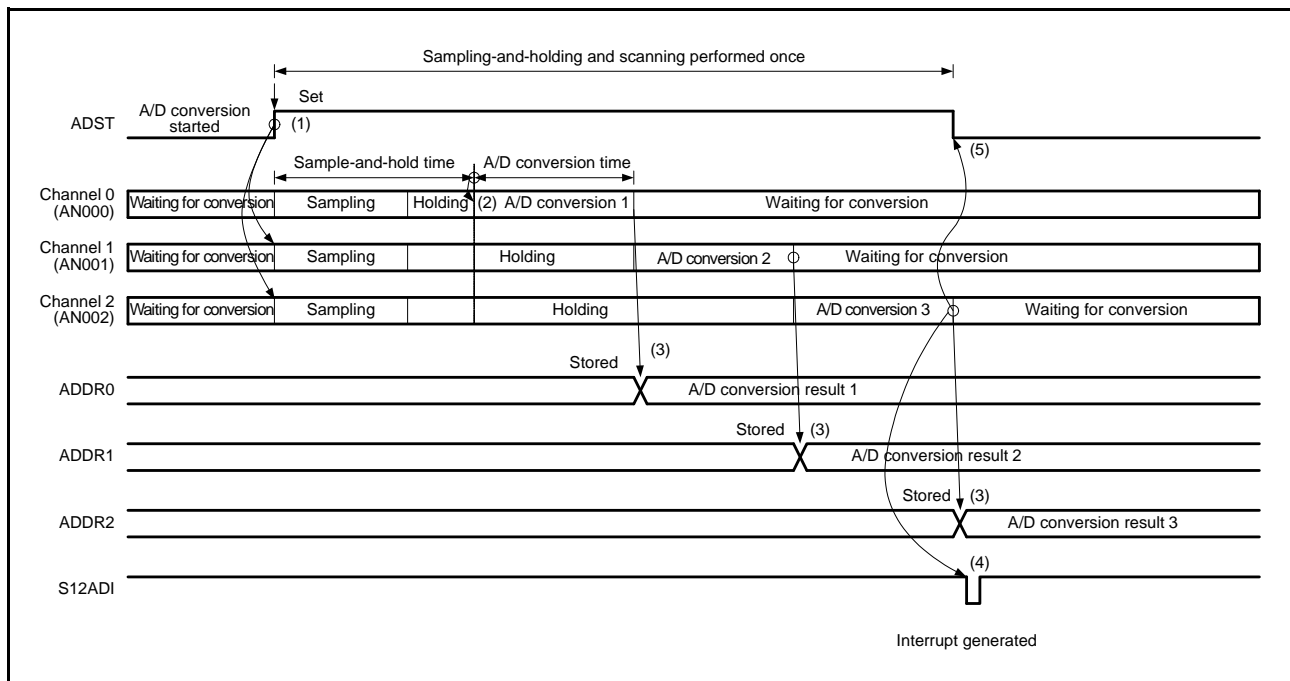 Sampling-and-holding and scanning performed once
Set
A/D conversion
started
ADST
(1)
(5)
Sample-and-hold time
A/D conversion time
Channel 0
(AN000)
Waiting for conversion
Sampling
Holding
(2)
A/D conversion 1
Waiting for conversion
Channel 1
(AN001)
Waiting for conversion
Sampling
Holding
A/D conversion 2
Waiting for conversion
Channel 2
(AN002)
Waiting for conversion
Sampling
Holding
A/D conversion 3
Waiting for conversion
Stored
(3)
ADDR0
A/D conversion result 1
Stored
(3)
ADDR1
A/D conversion result 2
Stored
(3)
ADDR2
A/D conversion result 3
(4)
S12ADI
Interrupt generated